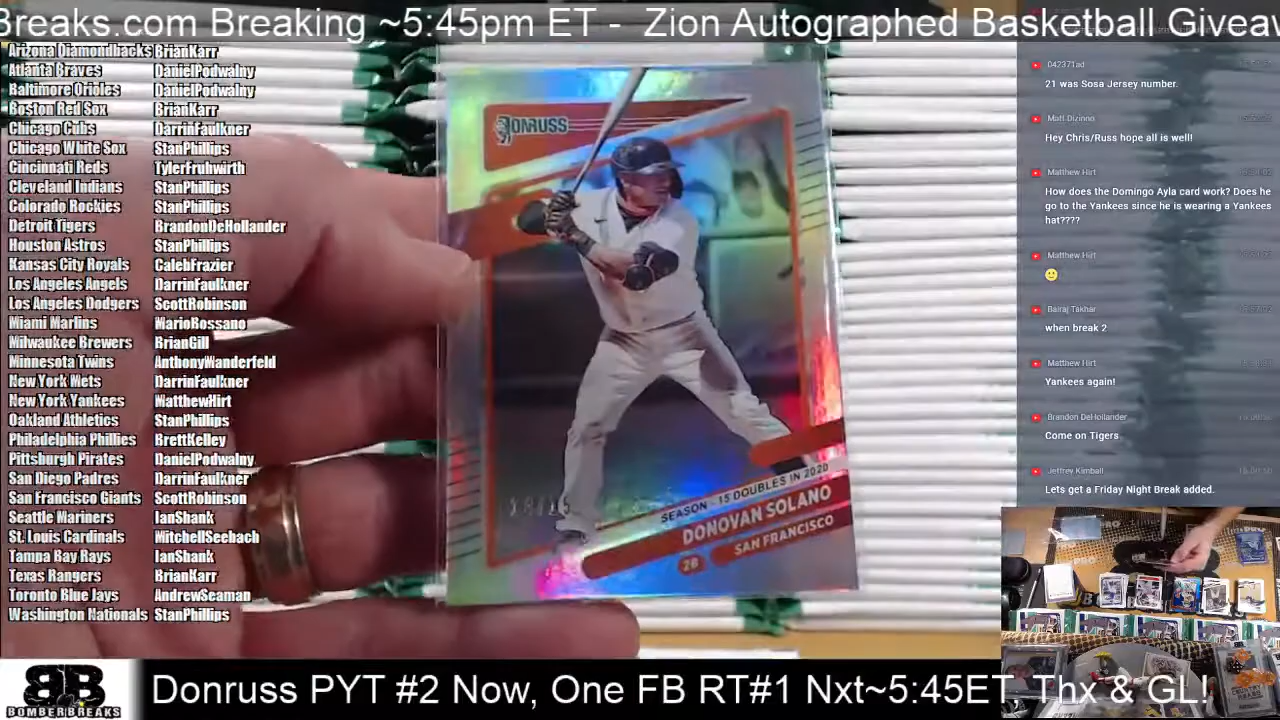 Breaks.com Breaking ~5:45pm ET - Zion Autographed Basketball Giveaw
Arizona Diamondbacks BrianKarr
Atlanta Braves DanielPodwalny
Baltimore Orioles DanielPodwalny
Boston Red Sox BrianKarr
Chicago Cubs DarrinFaulkner
Chicago White Sox StanPhillips
Cincinnati Reds TylerFruhwirth
Cleveland Indians StanPhillips
Colorado Rockies StanPhillips
Detroit Tigers BrandonDeHollander
Houston Astros StanPhillips
Kansas City Royals CalebFrazier
Los Angeles Angels DarrinFaulkner
Los Angeles Dodgers ScottRobinson
Miami Marlins MarioRossano
Milwaukee Brewers BrianGill
Minnesota Twins AnthonyWanderfeld
New York Mets DarrinFaulkner
New York Yankees MatthewHirt
Oakland Athletics StanPhillips
Philadelphia Phillies BrettKelley
Pittsburgh Pirates DanielPodwalny
San Diego Padres DarrinFaulkner
San Francisco Giants ScottRobinson
Seattle Mariners IanShank
St. Louis Cardinals MitchellSeebach
Tampa Bay Rays IanShank
Texas Rangers BrianKarr
Toronto Blue Jays AndrewSeaman
Washington Nationals StanPhillips
DONRUSS
SEASON - 15 DOUBLES IN 2020
DONOVAN SOLANO
2B SAN FRANCISCO
042371ad
21 was Sosa Jersey number.
Matt Dizinno
Hey Chris/Russ hope all is well!
Matthew Hirt
How does the Domingo Ayla card work? Does he
go to the Yankees since he is wearing a Yankees
hat????
Matthew Hirt
Balraj Takhar
when break 2
Matthew Hirt
Yankees again!
Brandon DeHollander
Come on Tigers
Jeffrey Kimball
Lets get a Friday Night Break added.
BB
BOMBERBREAKS
Donruss PYT #2 Now, One FB RT#1 Nxt~5:45ET. Thx & GL!